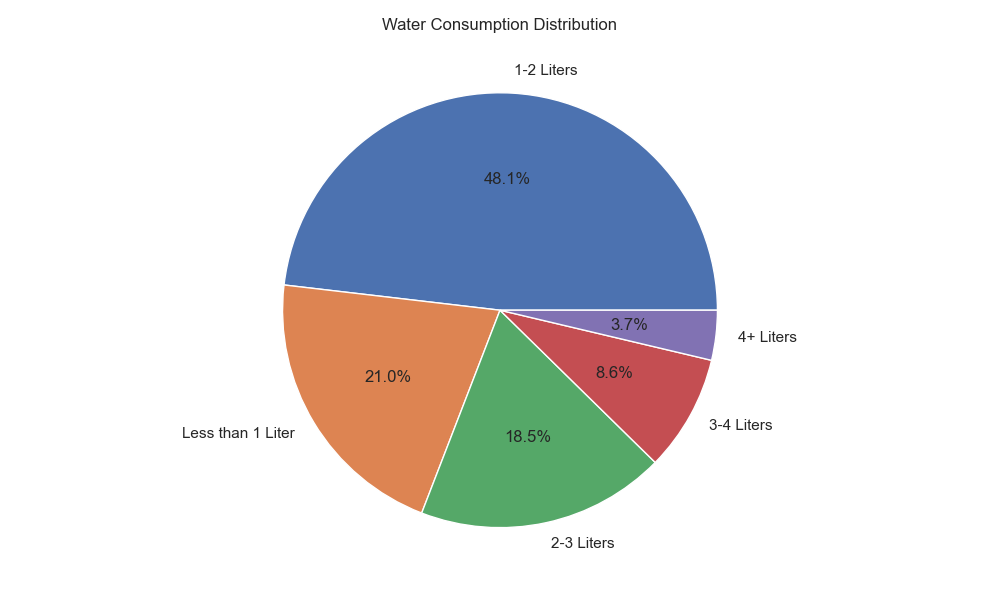 Water Consumption Distribution
1-2 Liters
48.1%
3.7%
4+ Liters
8.6%
21.0%
3-4 Liters
Less than 1 Liter
18.5%
2-3 Liters